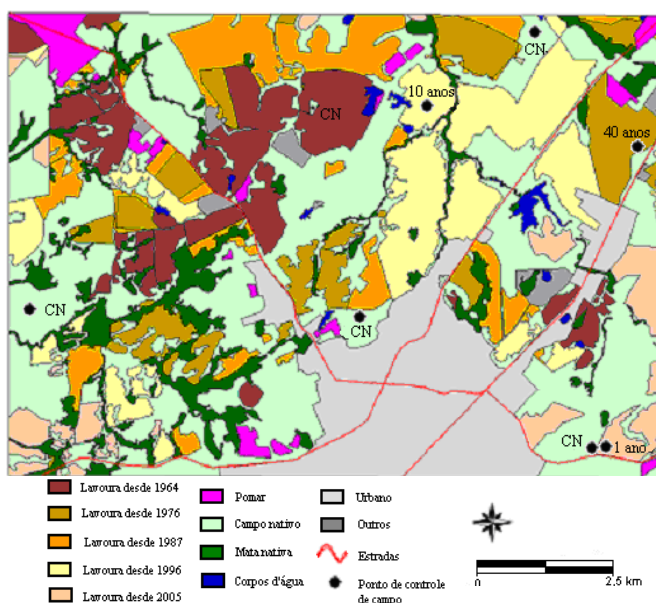 CN
10 anos
CN
40 anos
CN
CN
CN
1 ano
Lavoura desde 1964
Lavoura desde 1976
Lavoura desde 1987
Lavoura desde 1996
Lavoura desde 2005
Pomar
Campo nativo
Mata nativa
Corpos d'água
Urbano
Outros
Estradas
Ponto de controle
de campo
0
2.5 km